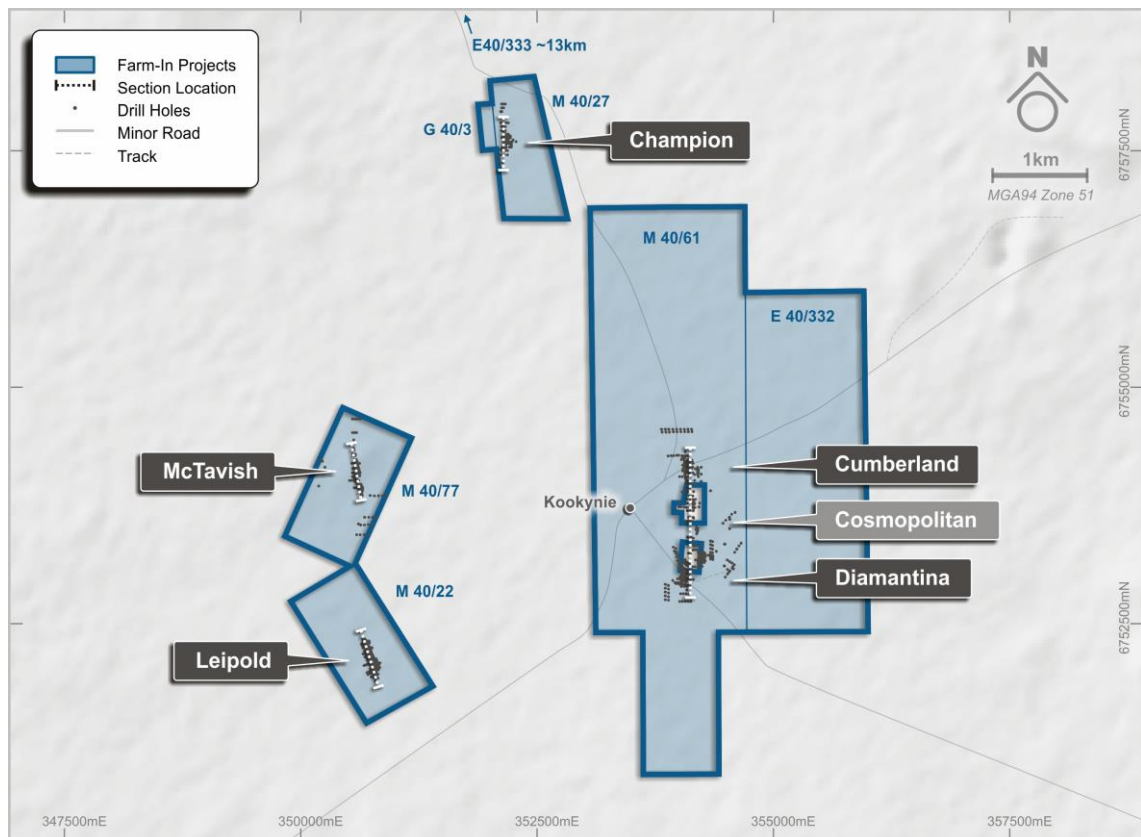 Farm-In Projects
Section Location
Drill Holes
Minor Road
Track
E40/333 ~13km
M 40/27
G 40/3
Champion
N
1km
MGA94 Zone 51
6757500mN
M 40/61
E 40/332
6755000mN
McTavish
M 40/77
Cumberland
Kookynie
Cosmopolitan
Diamantina
M 40/22
Leipold
6752500mN
347500mE
350000mE
352500mE
355000mE
357500mE